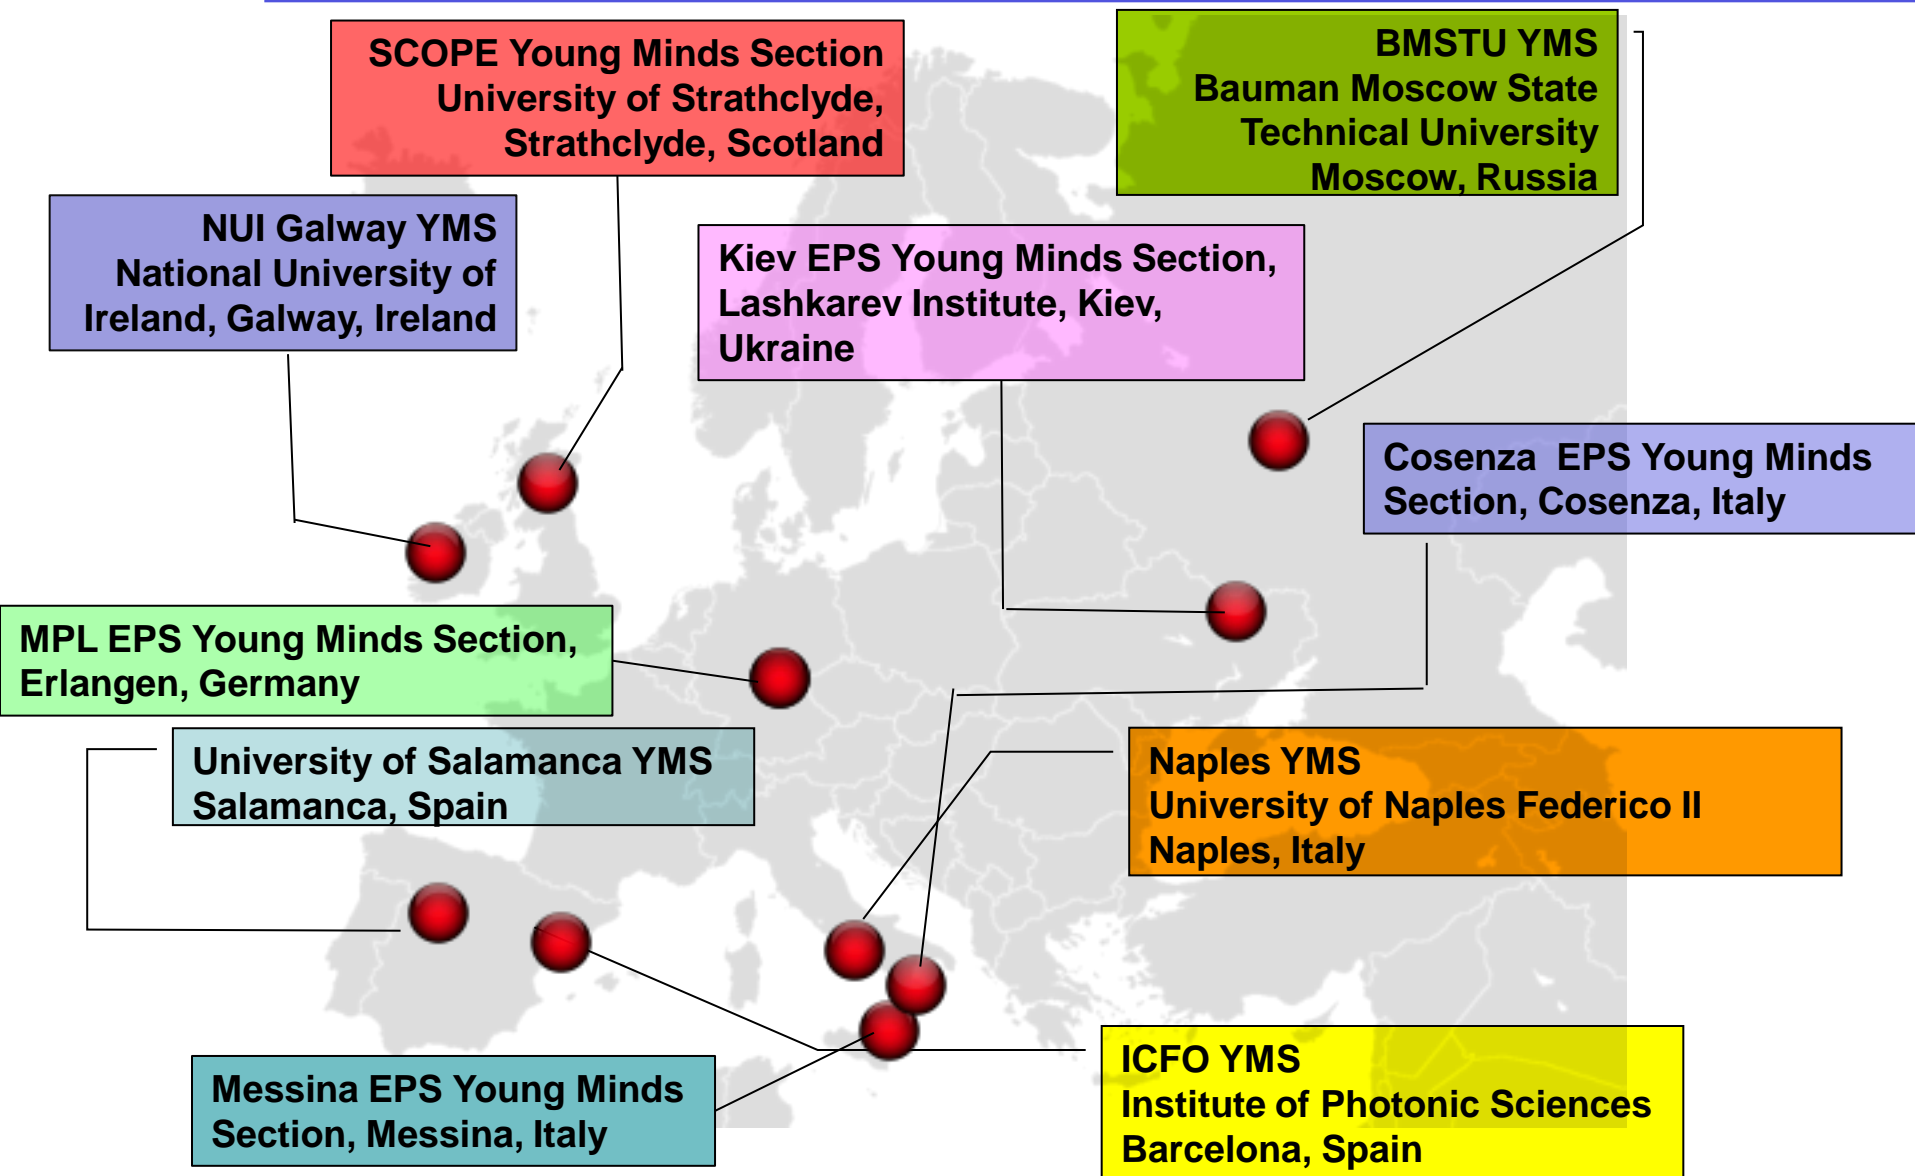 SCOPE Young Minds Section
University of Strathclyde,
Strathclyde, Scotland
BMSTU YMS
Bauman Moscow State
Technical University
Moscow, Russia
NUI Galway YMS
National University of
Ireland, Galway, Ireland
Kiev EPS Young Minds Section,
Lashkarev Institute, Kiev,
Ukraine
Cosenza  EPS Young Minds
Section, Cosenza, Italy
MPL EPS Young Minds Section,
Erlangen, Germany
University of Salamanca YMS
Salamanca, Spain
Naples YMS
University of Naples Federico II
Naples, Italy
Messina EPS Young Minds
Section, Messina, Italy
ICFO YMS
Institute of Photonic Sciences
Barcelona, Spain